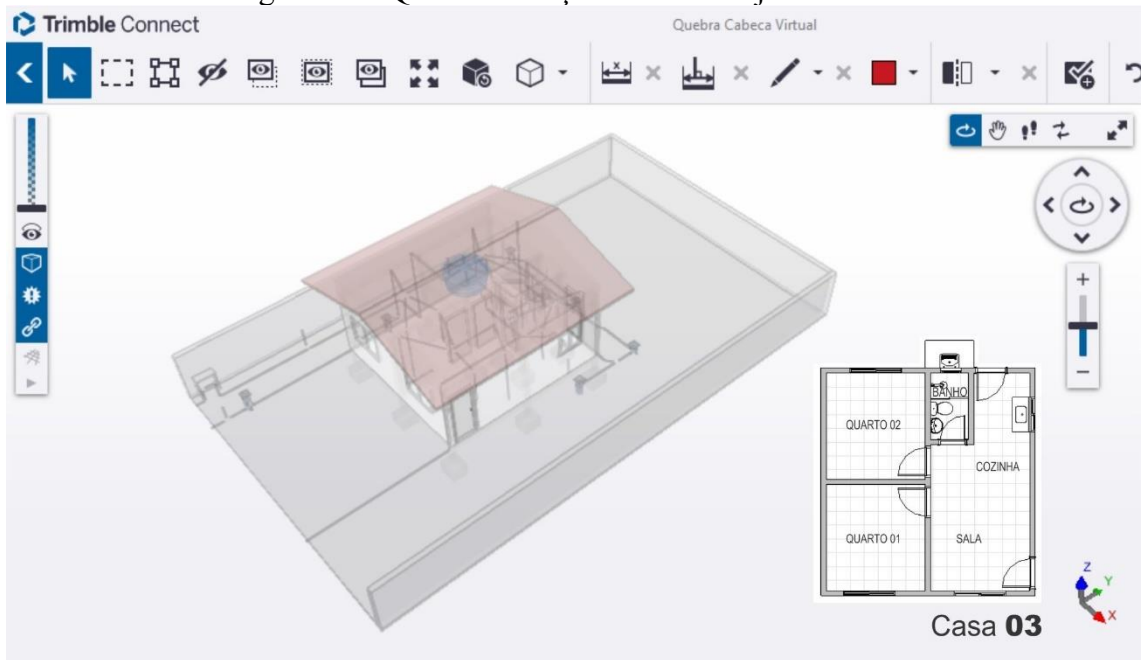 Trimble Connect
Quebra Cabeca Virtual
BANHO
QUARTO 02
COZINHA
QUARTO 01
SALA
Casa 03
Z
Y
X